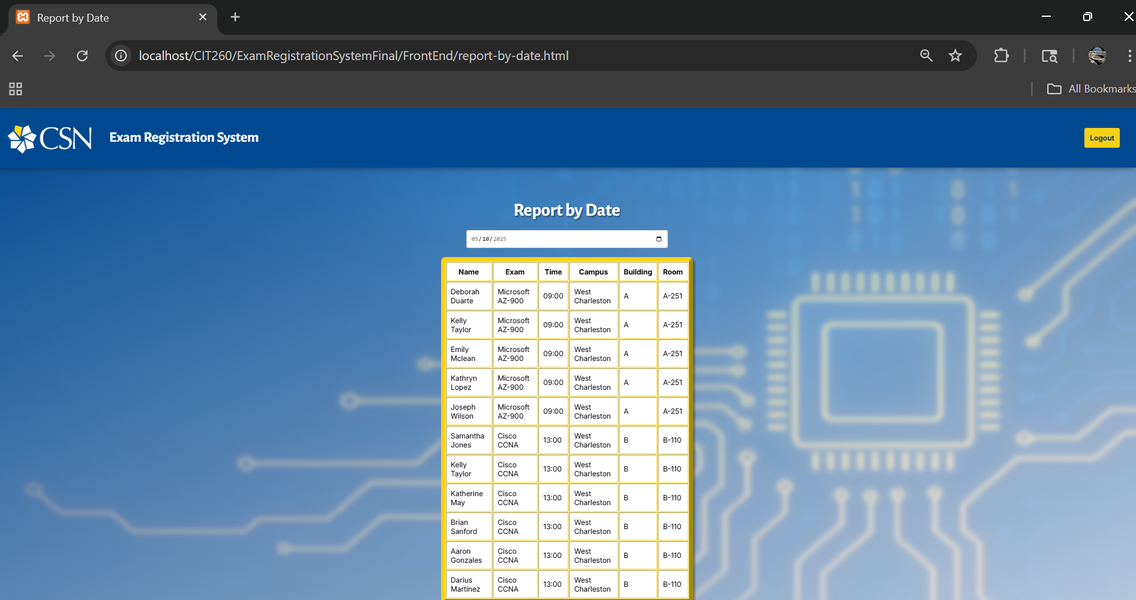 Report by Date
localhost/CIT260/ExamRegistrationSystemFinal/FrontEnd/report-by-date.html
All Bookmarks
CSN Exam Registration System Logout
Report by Date
05/10/2025
Name Exam Time Campus Building Room
Deborah Duarte Microsoft AZ-900 09:00 West Charleston A A-251
Kelly Taylor Microsoft AZ-900 09:00 West Charleston A A-251
Emily Mclean Microsoft AZ-900 09:00 West Charleston A A-251
Kathryn Lopez Microsoft AZ-900 09:00 West Charleston A A-251
Joseph Wilson Microsoft AZ-900 09:00 West Charleston A A-251
Samantha Jones Cisco CCNA 13:00 West Charleston B B-110
Kelly Taylor Cisco CCNA 13:00 West Charleston B B-110
Katherine May Cisco CCNA 13:00 West Charleston B B-110
Brian Sanford Cisco CCNA 13:00 West Charleston B B-110
Aaron Gonzales Cisco CCNA 13:00 West Charleston B B-110
Darius Martinez Cisco CCNA 13:00 West Charleston B B-110